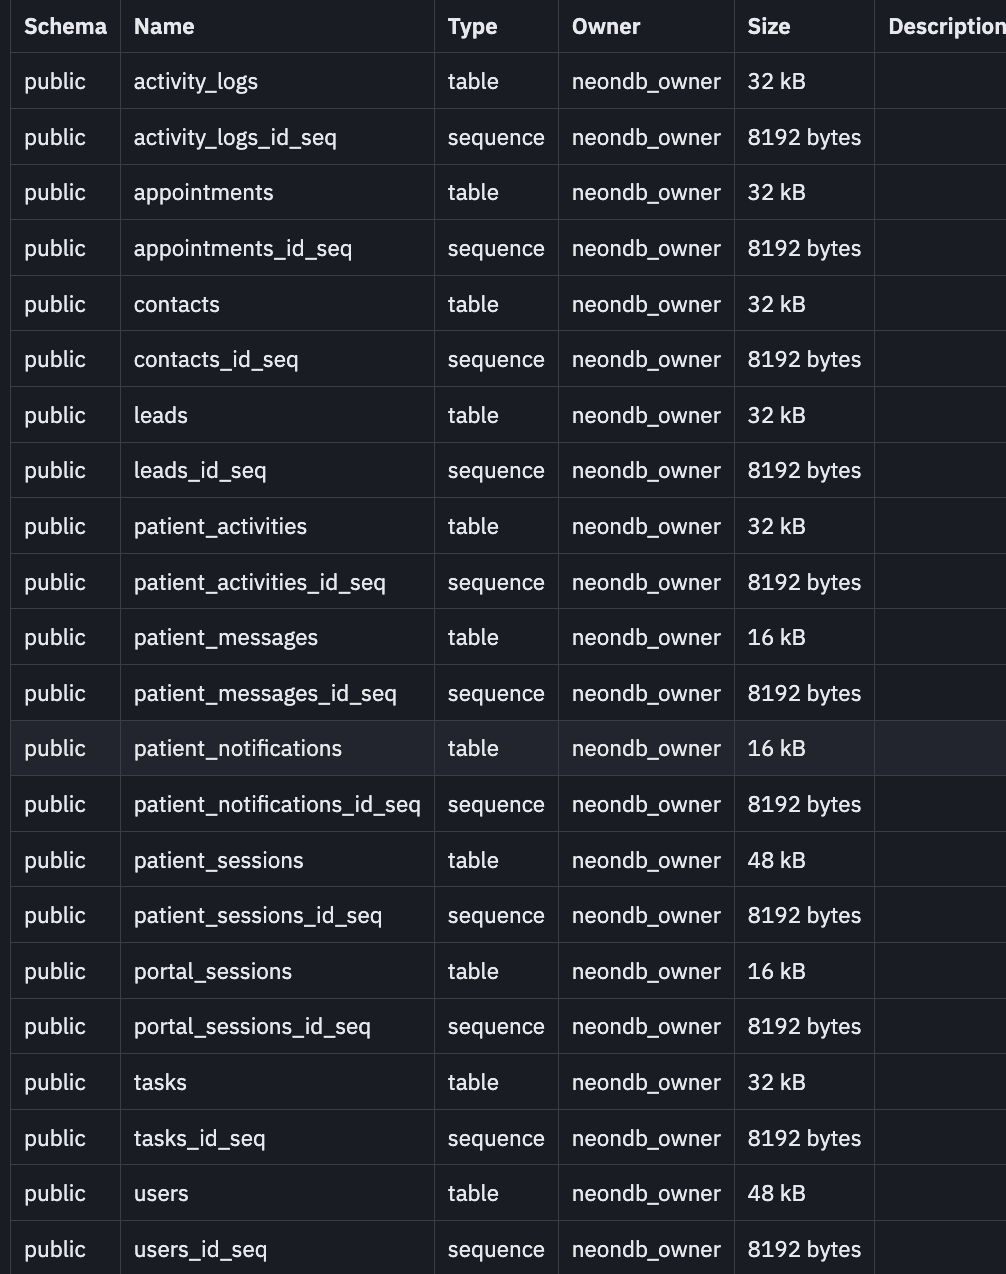 Schema Name Type Owner Size Description
public activity_logs table neondb_owner 32 kB
public activity_logs_id_seq sequence neondb_owner 8192 bytes
public appointments table neondb_owner 32 kB
public appointments_id_seq sequence neondb_owner 8192 bytes
public contacts table neondb_owner 32 kB
public contacts_id_seq sequence neondb_owner 8192 bytes
public leads table neondb_owner 32 kB
public leads_id_seq sequence neondb_owner 8192 bytes
public patient_activities table neondb_owner 32 kB
public patient_activities_id_seq sequence neondb_owner 8192 bytes
public patient_messages table neondb_owner 16 kB
public patient_messages_id_seq sequence neondb_owner 8192 bytes
public patient_notifications table neondb_owner 16 kB
public patient_notifications_id_seq sequence neondb_owner 8192 bytes
public patient_sessions table neondb_owner 48 kB
public patient_sessions_id_seq sequence neondb_owner 8192 bytes
public portal_sessions table neondb_owner 16 kB
public portal_sessions_id_seq sequence neondb_owner 8192 bytes
public tasks table neondb_owner 32 kB
public tasks_id_seq sequence neondb_owner 8192 bytes
public users table neondb_owner 48 kB
public users_id_seq sequence neondb_owner 8192 bytes